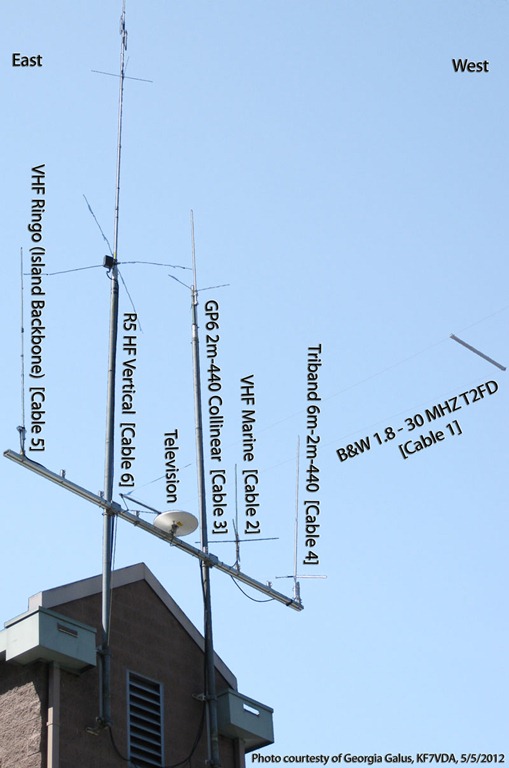 East
West
VHF Ringo (Island Backbone) [Cable 5]
R5 HF Vertical [Cable 6]
Television
GP6 2m-440 Collinear [Cable 3]
VHF Marine [Cable 2]
Triband 6m-2m-440 [Cable 4]
B&W 1.8 - 30 MHZ T2FD
[Cable 1]
Photo courtesty of Georgia Galus, KF7VDA, 5/5/2012